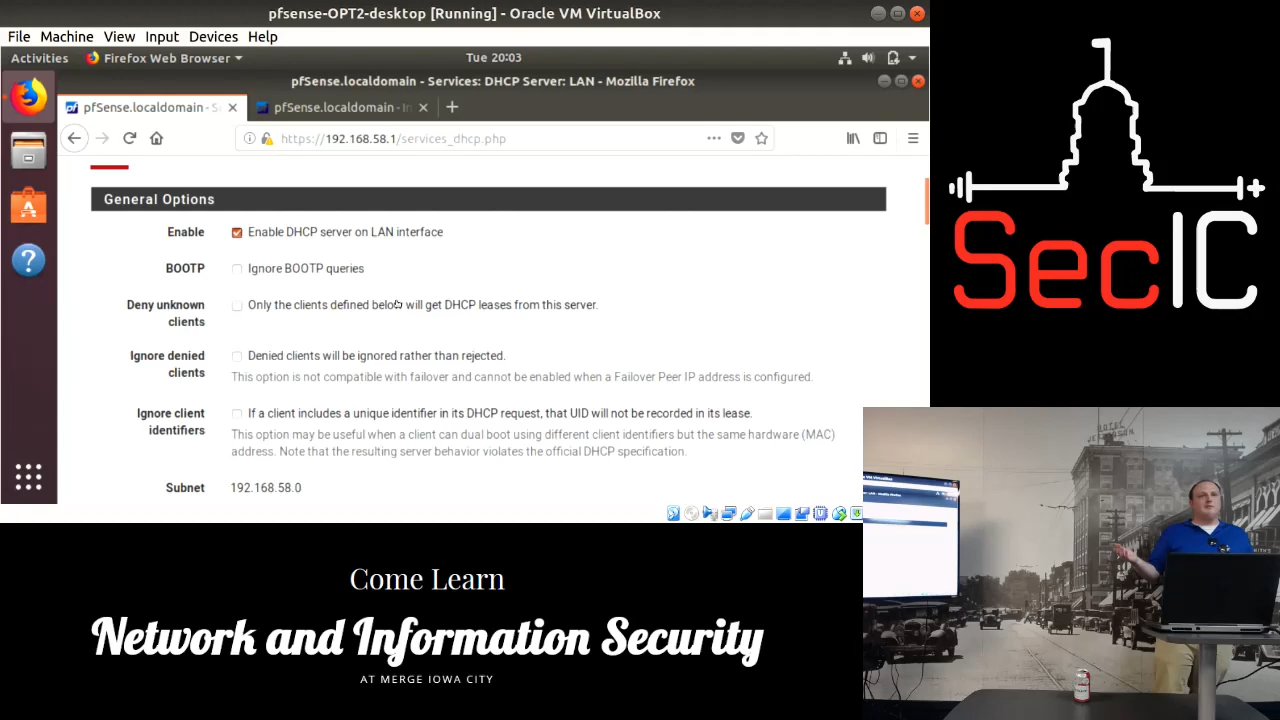 pfsense-OPT2-desktop [Running] - Oracle VM VirtualBox
File Machine View Input Devices Help
Activities Firefox Web Browser Tue 20:03
pfSense.localdomain - Services: DHCP Server: LAN - Mozilla Firefox
pfSense.localdomain - S pfSense.localdomain - In
https://192.168.58.1/services_dhcp.php
General Options
Enable Enable DHCP server on LAN interface
BOOTP Ignore BOOTP queries
Deny unknown clients Only the clients defined below will get DHCP leases from this server.
Ignore denied clients Denied clients will be ignored rather than rejected.
This option is not compatible with failover and cannot be enabled when a Failover Peer IP address is configured.
Ignore client identifiers If a client includes a unique identifier in its DHCP request, that UID will not be recorded in its lease.
This option may be useful when a client can dual boot using different client identifiers but the same hardware (MAC)
address. Note that the resulting server behavior violates the official DHCP specification.
Subnet 192.168.58.0
SecIC
HOTEL
JEFFERSON
Come Learn
Network and Information Security
AT MERGE IOWA CITY